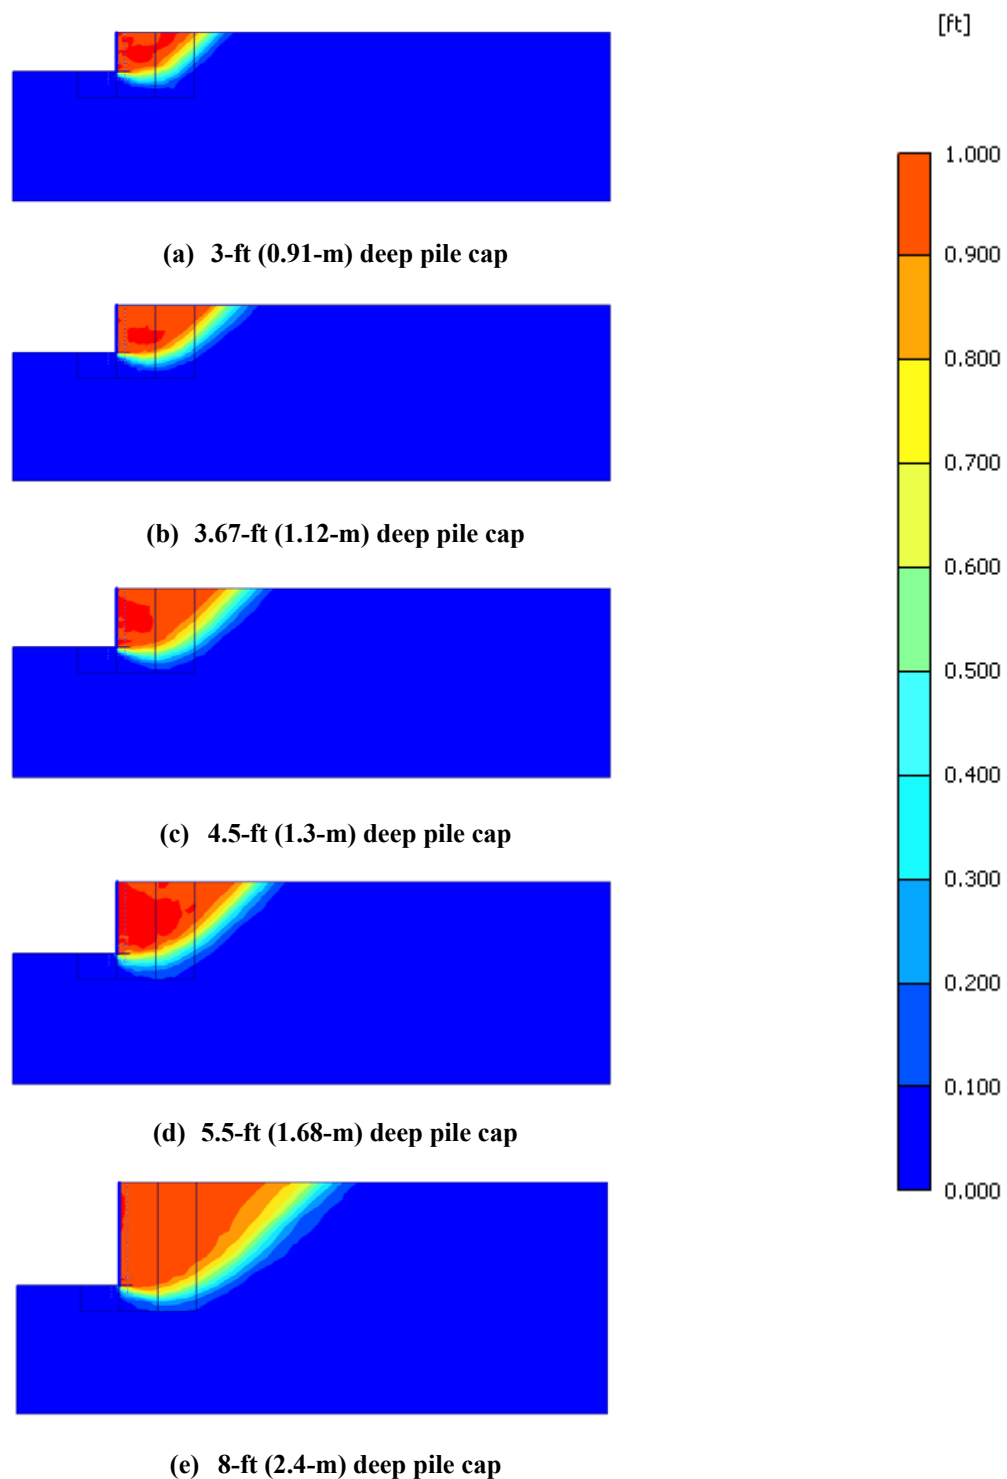 [ft]
1.000
0.900
0.800
0.700
0.600
0.500
0.400
0.300
0.200
0.100
0.000
(a) 3-ft (0.91-m) deep pile cap
(b) 3.67-ft (1.12-m) deep pile cap
(c) 4.5-ft (1.3-m) deep pile cap
(d) 5.5-ft (1.68-m) deep pile cap
(e) 8-ft (2.4-m) deep pile cap